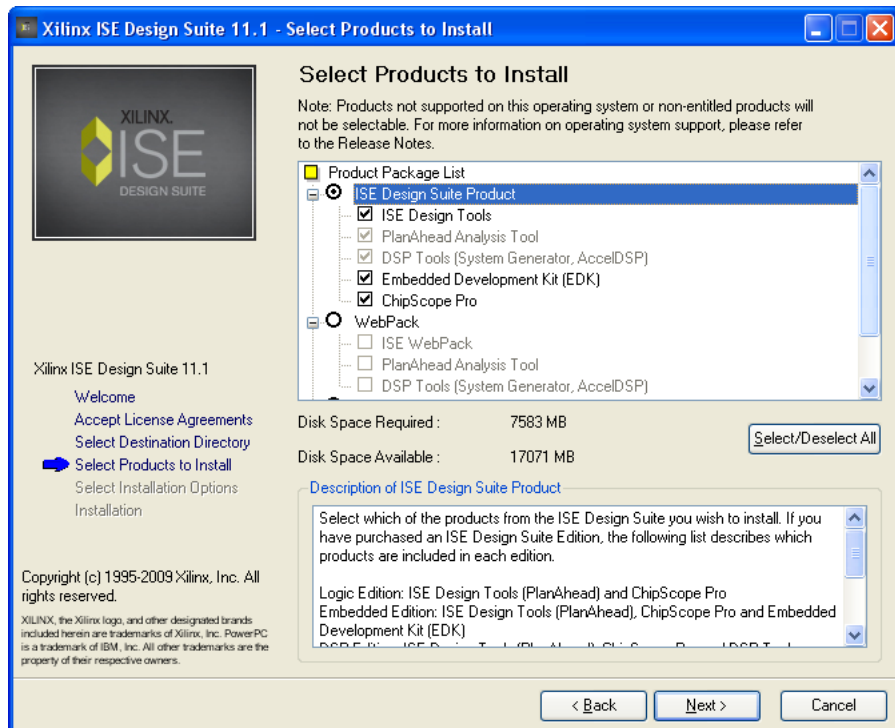 Xilinx ISE Design Suite 11.1 - Select Products to Install
XILINX.
ISE
DESIGN SUITE
Select Products to Install
Note: Products not supported on this operating system or non-entitled products will
not be selectable. For more information on operating system support, please refer
to the Release Notes.
Product Package List
ISE Design Suite Product
ISE Design Tools
PlanAhead Analysis Tool
DSP Tools (System Generator, AccelDSP)
Embedded Development Kit (EDK)
ChipScope Pro
WebPack
ISE WebPack
PlanAhead Analysis Tool
DSP Tools (System Generator, AccelDSP)
Xilinx ISE Design Suite 11.1
Welcome
Accept License Agreements
Select Destination Directory
Select Products to Install
Select Installation Options
Installation
Disk Space Required : 7583 MB
Disk Space Available : 17071 MB
Select/Deselect All
Description of ISE Design Suite Product
Select which of the products from the ISE Design Suite you wish to install. If you
have purchased an ISE Design Suite Edition, the following list describes which
products are included in each edition.
Logic Edition: ISE Design Tools (PlanAhead) and ChipScope Pro
Embedded Edition: ISE Design Tools (PlanAhead), ChipScope Pro and Embedded
Development Kit (EDK)
Copyright (c) 1995-2009 Xilinx, Inc. All
rights reserved.
XILINX, the Xilinx logo, and other designated brands
included herein are trademarks of Xilinx, Inc. PowerPC
is a trademark of IBM, Inc. All other trademarks are the
property of their respective owners.
< Back
Next >
Cancel